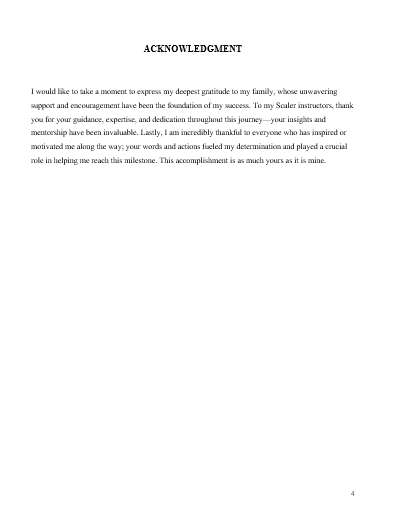 ACKNOWLEDGMENT
I would like to take a moment to express my deepest gratitude to my family, whose unwavering
support and encouragement have been the foundation of my success. To my Scaler instructors, thank
you for your guidance, expertise, and dedication throughout this journey—your insights and
mentorship have been invaluable. Lastly, I am incredibly thankful to everyone who has inspired or
motivated me along the way; your words and actions fueled my determination and played a crucial
role in helping me reach this milestone. This accomplishment is as much yours as it is mine.
4